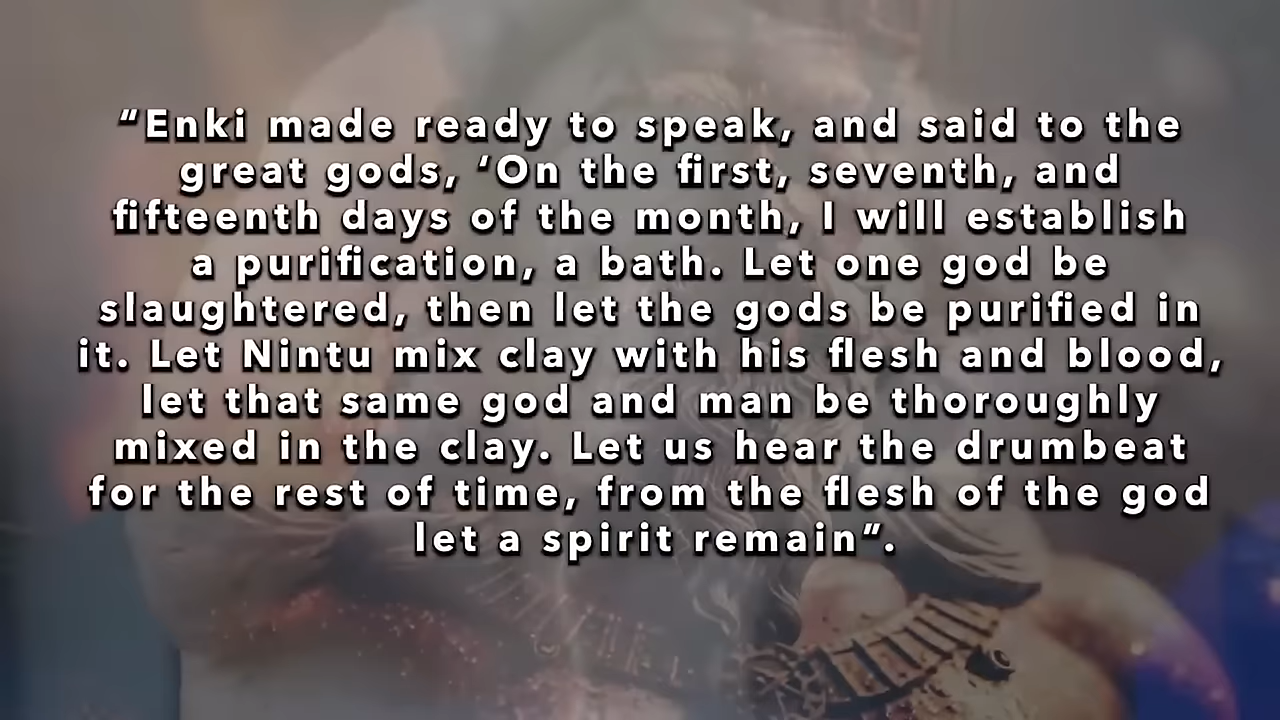 “Enki made ready to speak, and said to the
great gods, ‘On the first, seventh, and
fifteenth days of the month, I will establish
a purification, a bath. Let one god be
slaughtered, then let the gods be purified in
it. Let Nintu mix clay with his flesh and blood,
let that same god and man be thoroughly
mixed in the clay. Let us hear the drumbeat
for the rest of time, from the flesh of the god
let a spirit remain”.